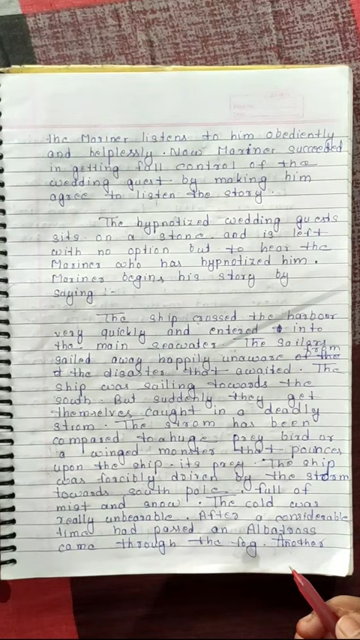 the Mariner listens to him obediently
and helplessly. Now Mariner succeeded
in getting full control of the
wedding guest by making him
agree to listen the story.
The hypnotized wedding guests
sits on a stone and is left
with no option but to hear the
Mariner who has hypnotized him.
Mariner begins his story by
saying :-
The ship crossed the harbour
very quickly and entered into
the main seawater. The sailors
sailed away happily unaware of the from
the disaster that awaited. The
ship was sailing towards the
south. But suddenly they get
themselves caught in a deadly
strom. The strom has been
compared to a huge prey bird or
a winged monster that pounces
upon the ship its prey. The ship
was forcibly driven by the storm
towards south pole. full of
mist and snow. The cold was
really unbearable. After a considerable
time had passed an Albatross
came through the fog. Another